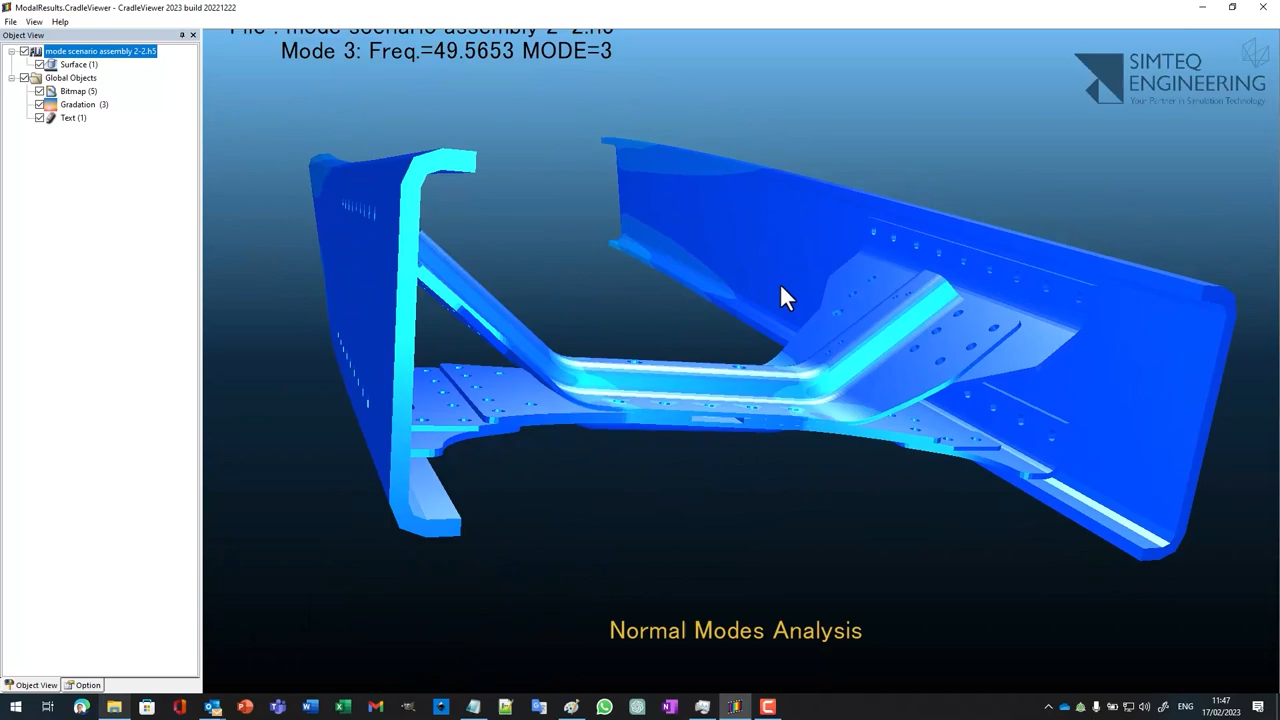 ModalResults.CradleViewer - CradleViewer 2023 build 20221222
File View Help
Object View
mode scenario assembly 2-2.h5
Surface (1)
Global Objects
Bitmap (5)
Gradation (3)
Text (1)
File : mode scenario assembly 2-2.h5
Mode 3: Freq.=49.5653 MODE=3
SIMTEQ
ENGINEERING
Your Partner in Simulation Technology
Normal Modes Analysis
Object View Option
ENG
11:47
17/02/2023